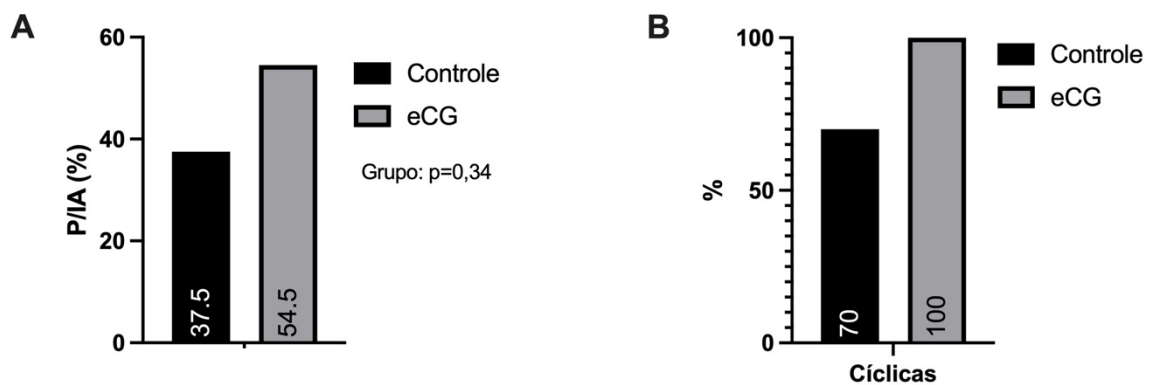 A
60
40
20
0
P/IA (%)
37.5
54.5
Controle
eCG
Grupo: p=0,34
B
100
50
0
%
70
100
Cíclicas
Controle
eCG